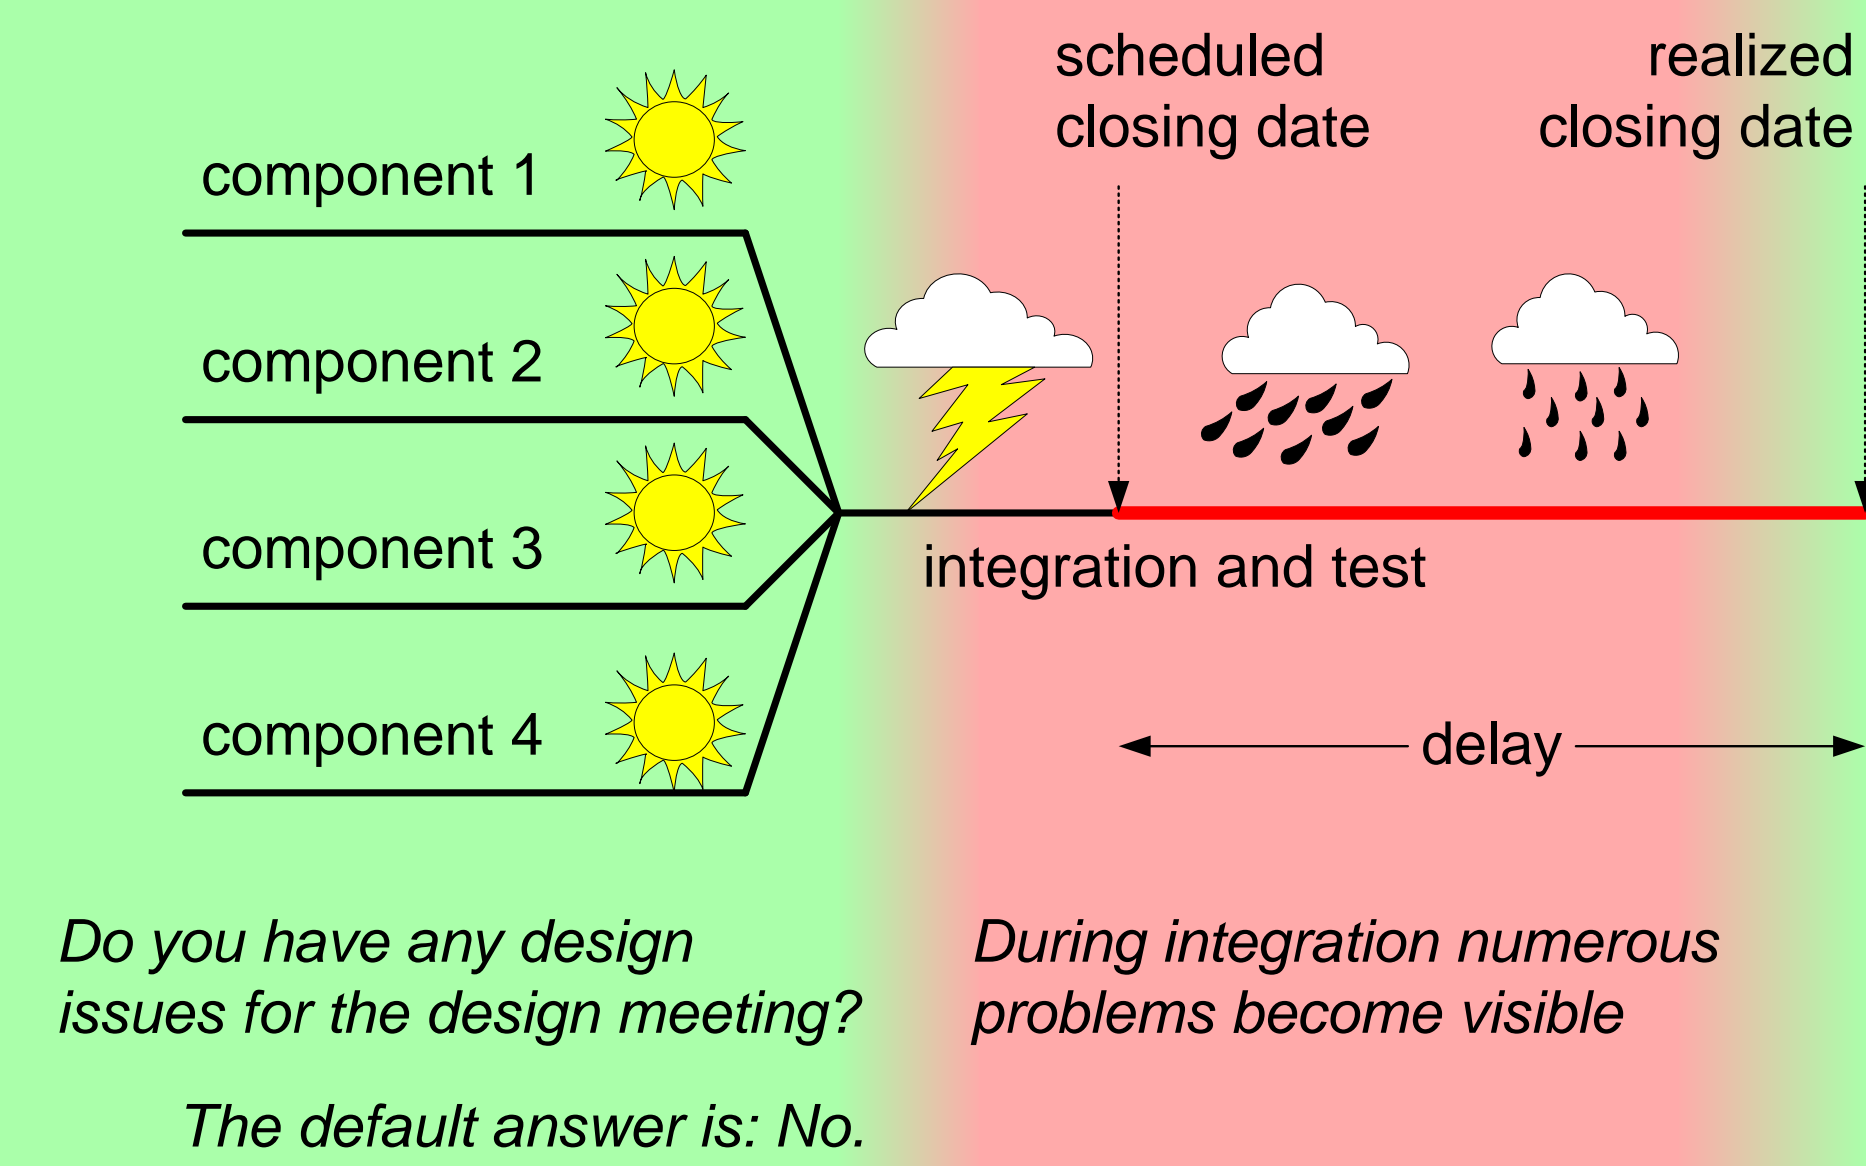 scheduled
closing date
realized
closing date
component 1
component 2
component 3
component 4
integration and test
delay
Do you have any design
issues for the design meeting?
The default answer is: No.
During integration numerous
problems become visible